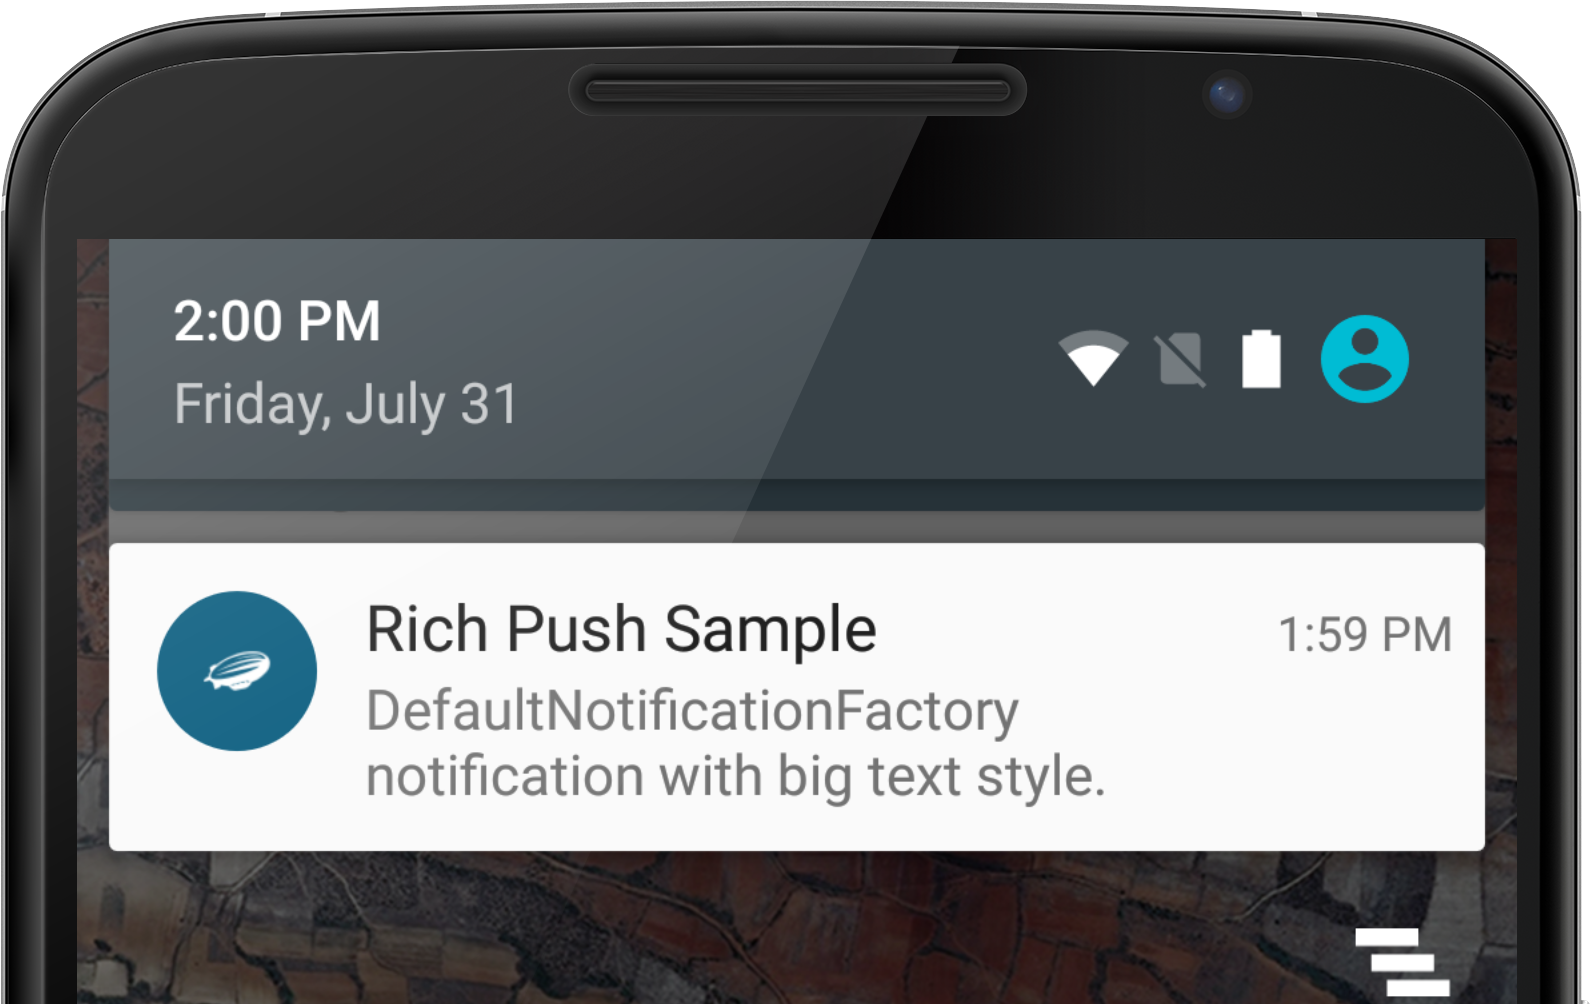 2:00 PM
Friday, July 31
Rich Push Sample
1:59 PM
DefaultNotificationFactory
notification with big text style.